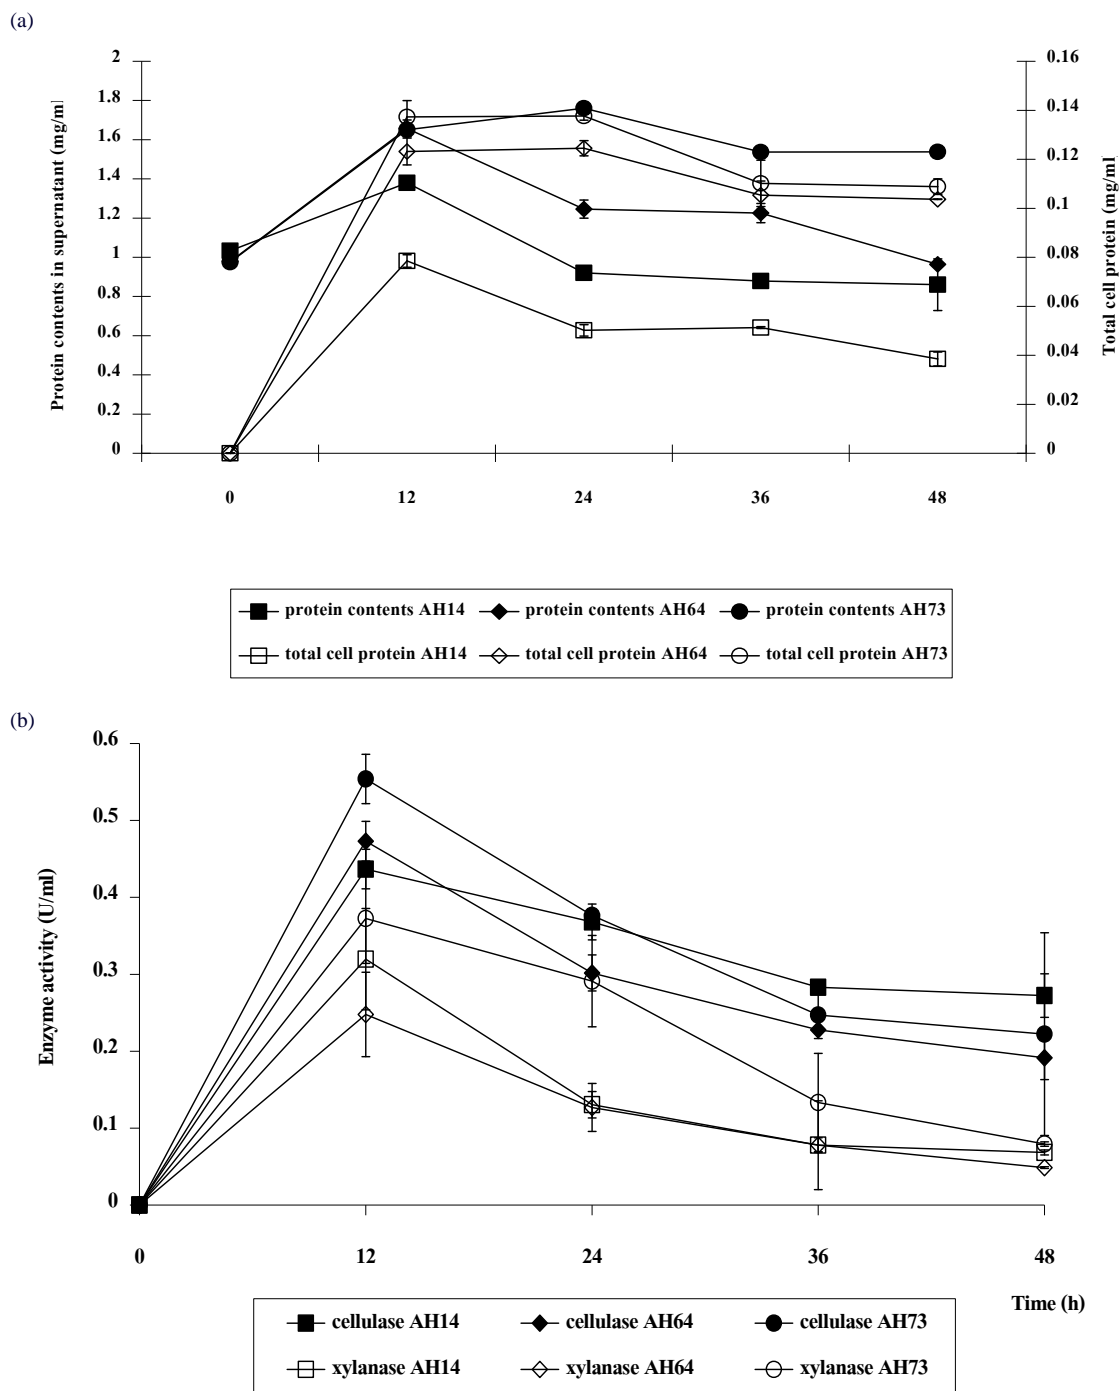 (a)
Protein contents in supernatant (mg/ml
2
1.8
1.6
1.4
1.2
1
0.8
0.6
0.4
0.2
0
0.16
0.14
0.12
0.1
0.08
0.06
0.04
0.02
0
Total cell protein (mg/ml
0 12 24 36 48
protein contents AH14 protein contents AH64 protein contents AH73
total cell protein AH14 total cell protein AH64 total cell protein AH73
(b)
Enzyme activity (U/ml)
0.6
0.5
0.4
0.3
0.2
0.1
0
0 12 24 36 48
Time (h)
cellulase AH14 cellulase AH64 cellulase AH73
xylanase AH14 xylanase AH64 xylanase AH73